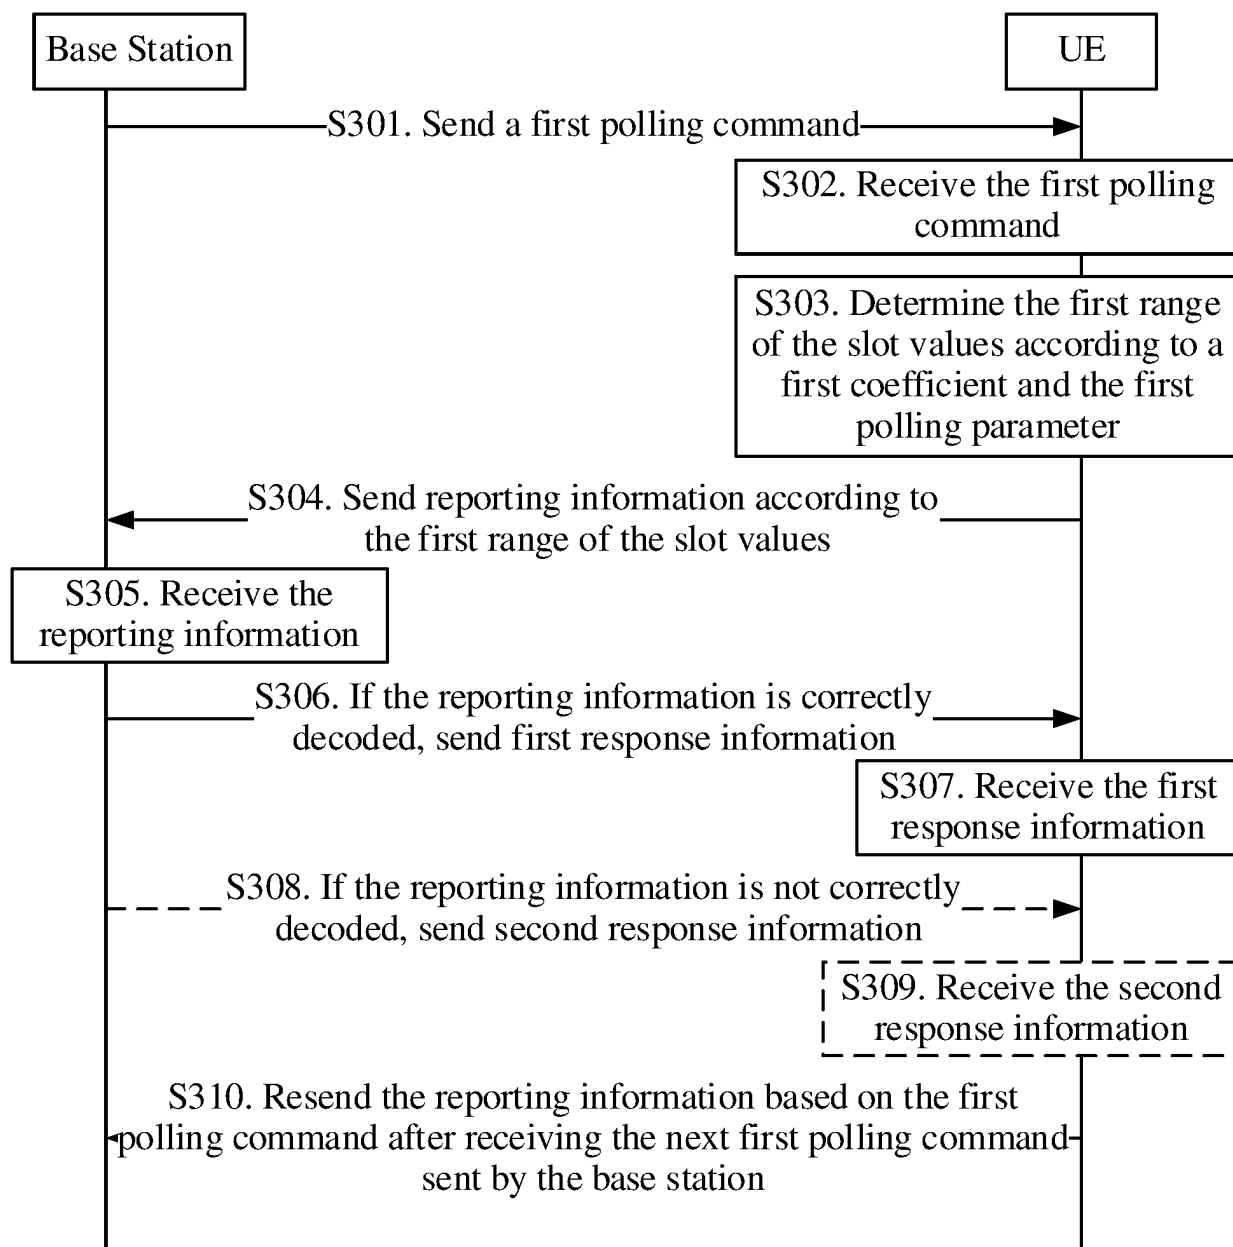 Base Station
UE
S301. Send a first polling command
S302. Receive the first polling
command
S303. Determine the first range
of the slot values according to a
first coefficient and the first
polling parameter
S304. Send reporting information according to
the first range of the slot values
S305. Receive the
reporting information
S306. If the reporting information is correctly
decoded, send first response information
S307. Receive the first
response information
S308. If the reporting information is not correctly
decoded, send second response information
S309. Receive the second
response information
S310. Resend the reporting information based on the first
polling command after receiving the next first polling command
sent by the base station